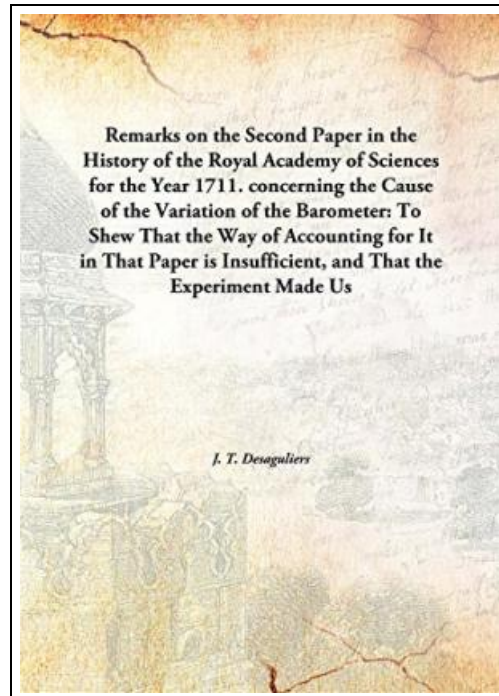 Remarks on the Second Paper in the
History of the Royal Academy of Sciences
for the Year 1711. concerning the Cause
of the Variation of the Barometer: To
Shew That the Way of Accounting for It
in That Paper is Insufficient, and That the
Experiment Made Us
J. T. Desaguliers